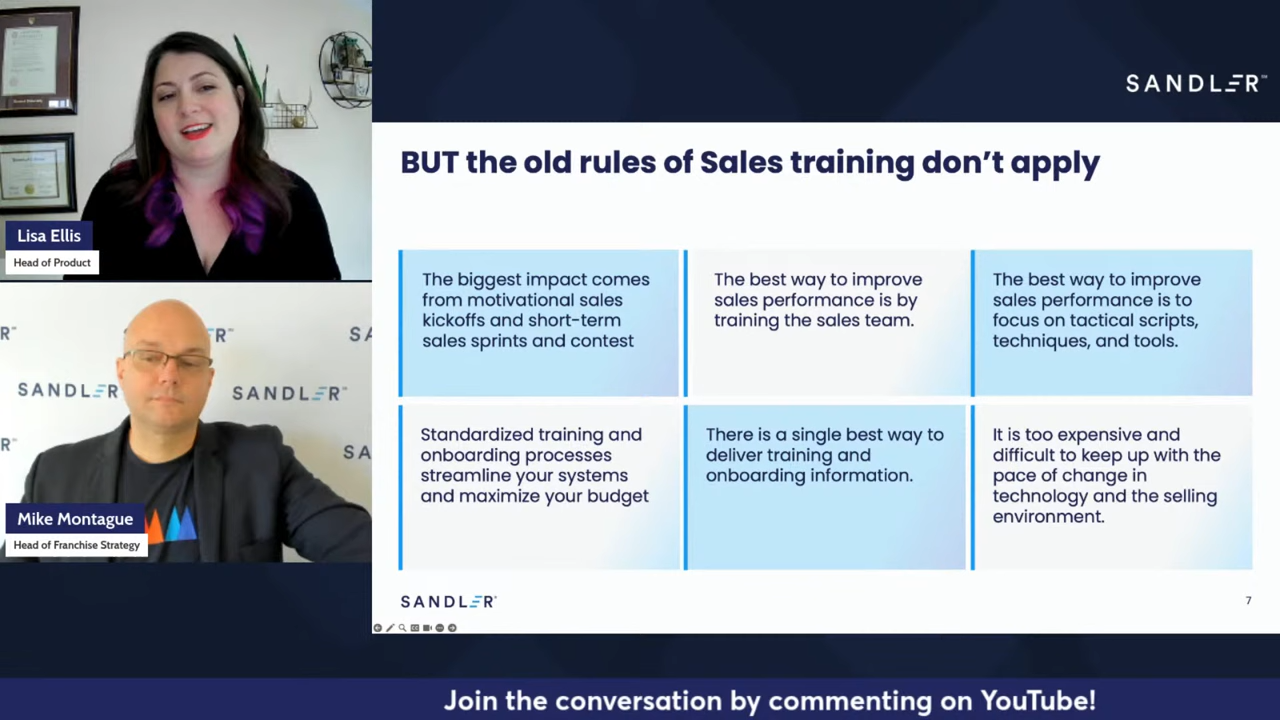 SANDLER™
BUT the old rules of Sales training don't apply
The biggest impact comes
from motivational sales
kickoffs and short-term
sales sprints and contest
The best way to improve
sales performance is by
training the sales team.
The best way to improve
sales performance is to
focus on tactical scripts,
techniques, and tools.
Standardized training and
onboarding processes
streamline your systems
and maximize your budget
There is a single best way to
deliver training and
onboarding information.
It is too expensive and
difficult to keep up with the
pace of change in
technology and the selling
environment.
SANDLER
7
Lisa Ellis
Head of Product
SANDLER
SANDLER
Mike Montague
Head of Franchise Strategy
Join the conversation by commenting on YouTube!